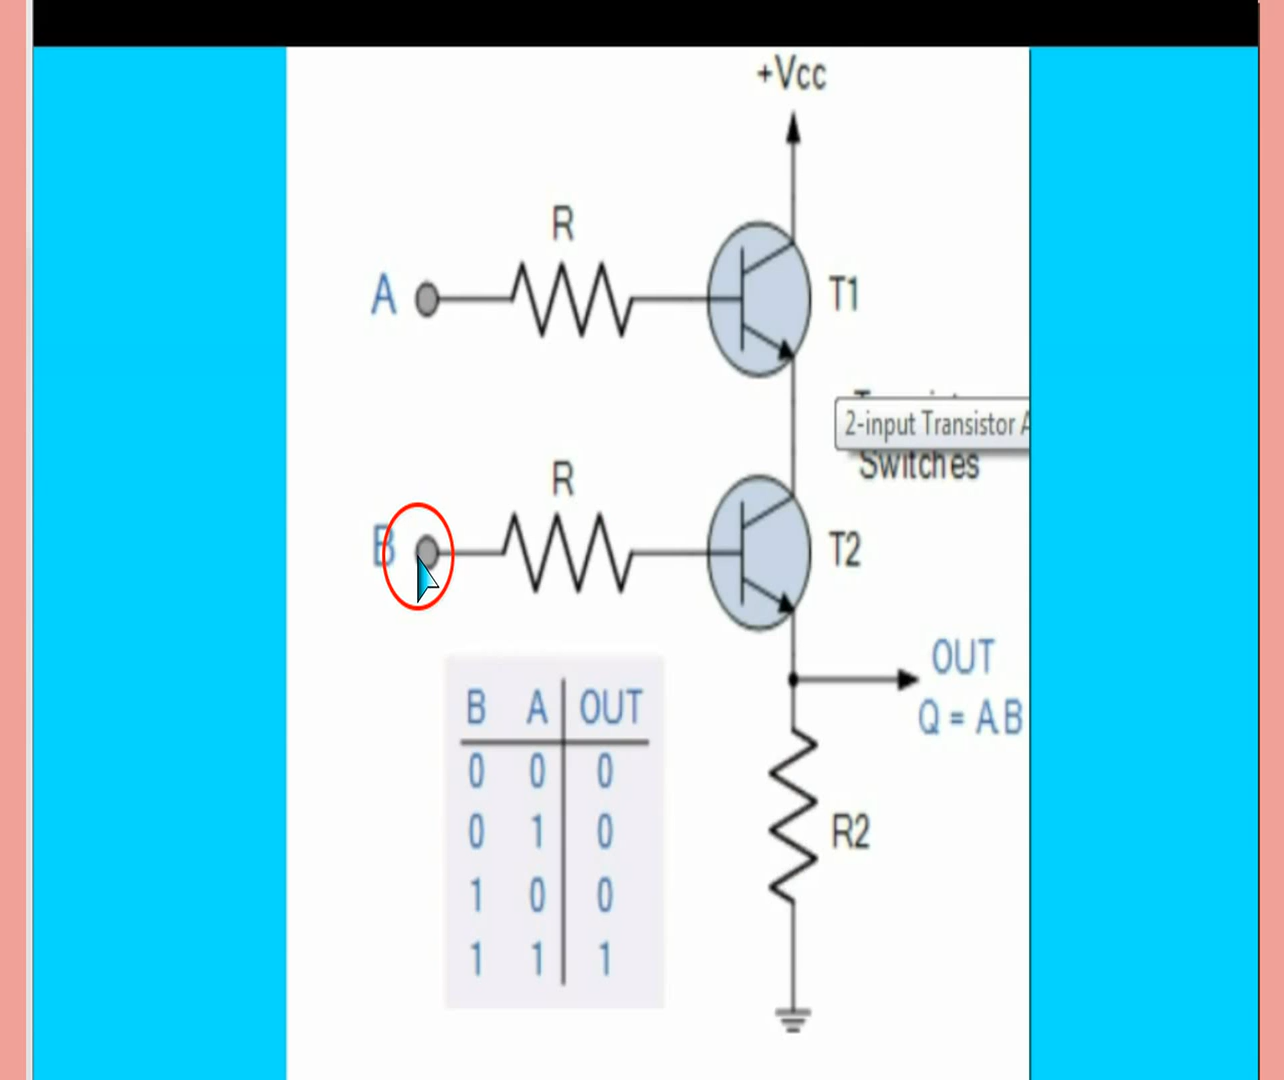 +Vcc
R
A
T1
2-input Transistor A
Switches
R
B
T2
OUT
Q = A B
B A OUT
0 0 0
0 1 0
1 0 0
1 1 1
R2